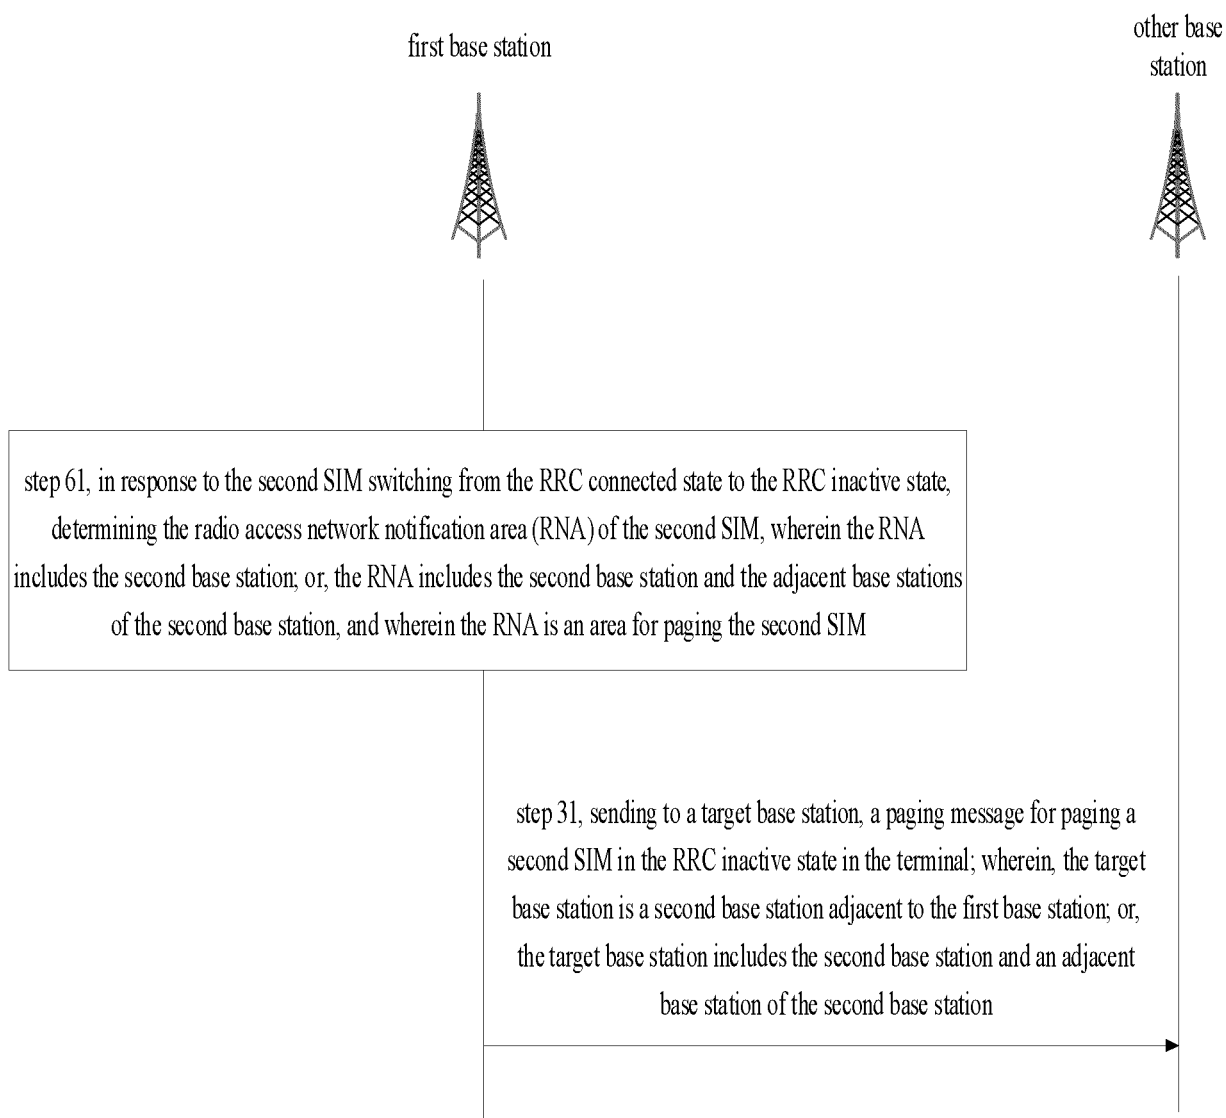 first base station
other base
station
step 61, in response to the second SIM switching from the RRC connected state to the RRC inactive state,
determining the radio access network notification area (RNA) of the second SIM, wherein the RNA
includes the second base station; or, the RNA includes the second base station and the adjacent base stations
of the second base station, and wherein the RNA is an area for paging the second SIM
step 31, sending to a target base station, a paging message for paging a
second SIM in the RRC inactive state in the terminal; wherein, the target
base station is a second base station adjacent to the first base station; or,
the target base station includes the second base station and an adjacent
base station of the second base station